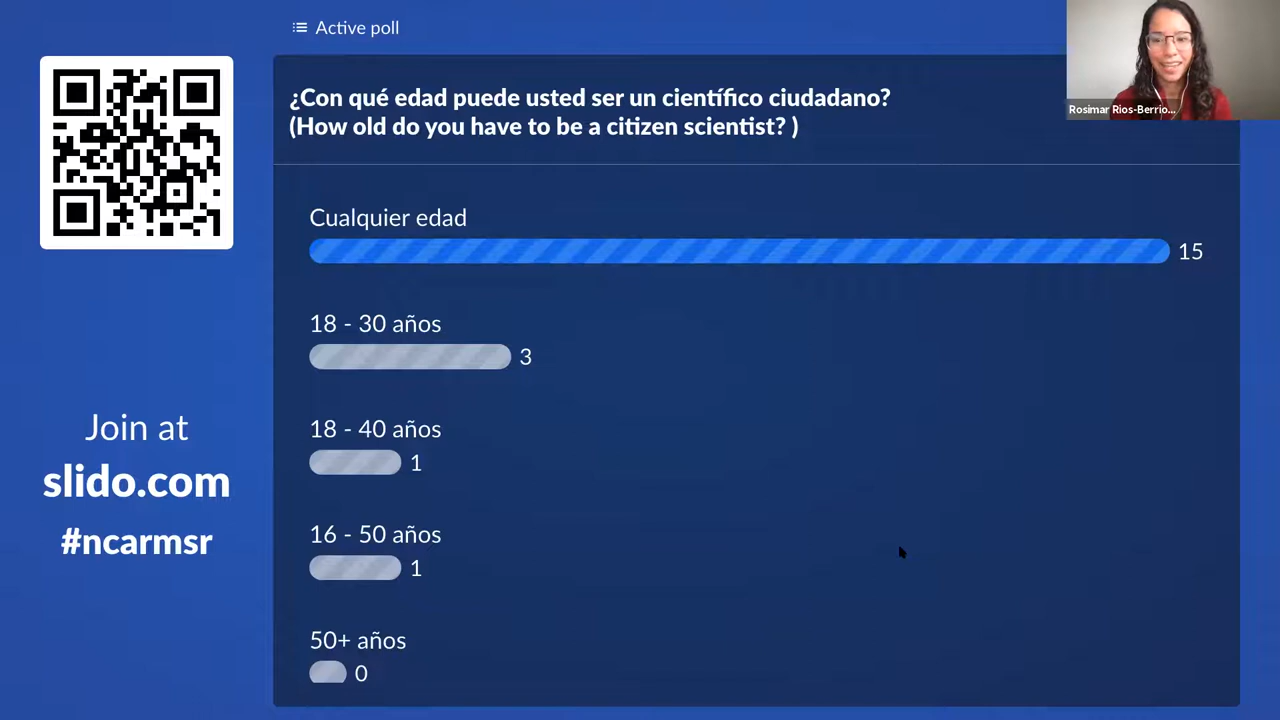 Active poll
Rosimar Rios-Berrio...
¿Con qué edad puede usted ser un científico ciudadano?
(How old do you have to be a citizen scientist? )
Cualquier edad
15
18 - 30 años
3
18 - 40 años
1
16 - 50 años
1
50+ años
0
Join at
slido.com
#ncarmsr